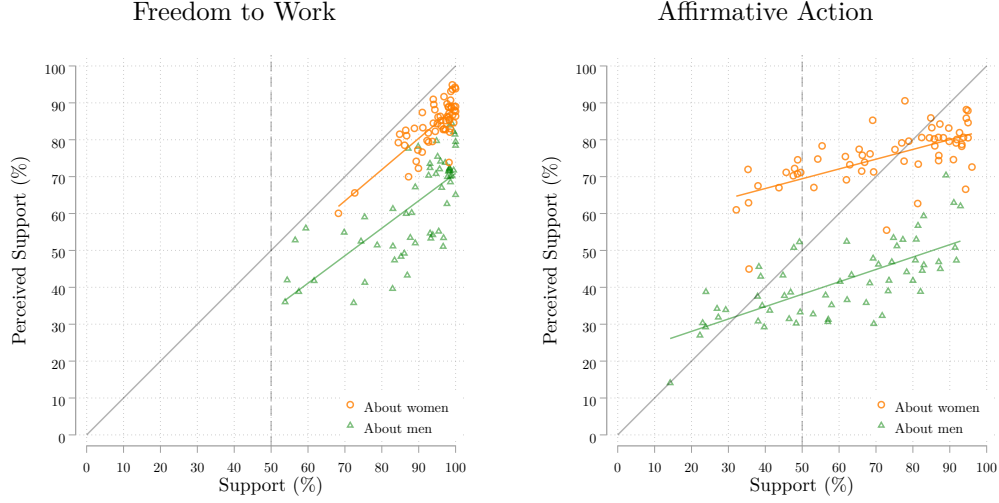 Freedom to Work
Perceived Support (%)
100
90
80
70
60
50
40
30
20
10
0
About women
About men
0 10 20 30 40 50 60 70 80 90 100
Support (%)
Affirmative Action
Perceived Support (%)
100
90
80
70
60
50
40
30
20
10
0
About women
About men
0 10 20 30 40 50 60 70 80 90 100
Support (%)